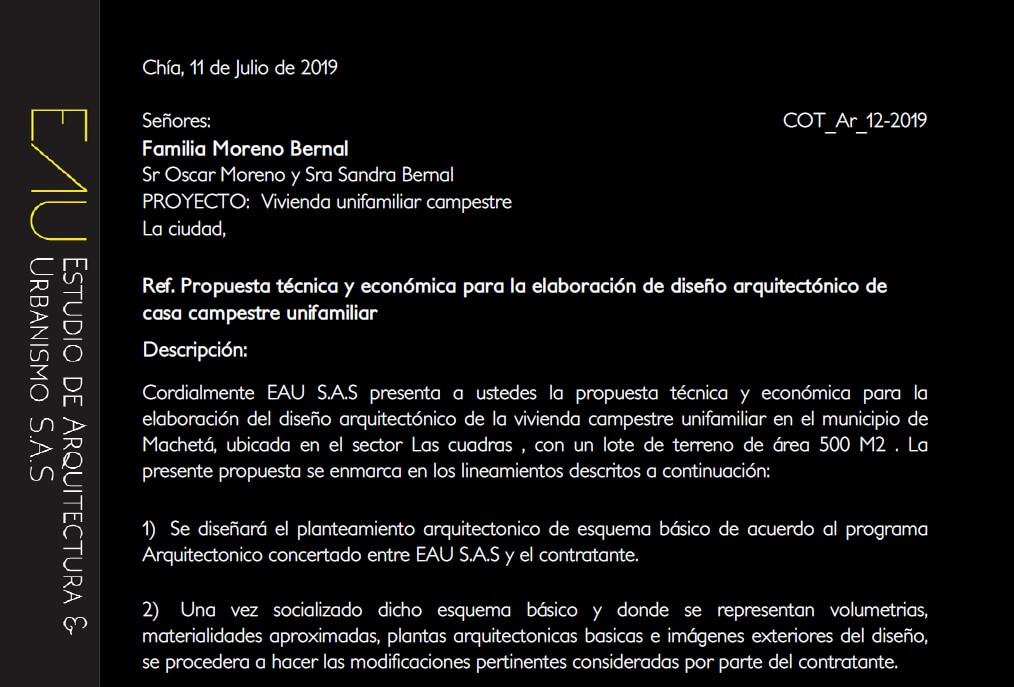 EAU
ESTUDIO DE ARQUITECTURA &
URBANISMO S.A.S
Chía, 11 de Julio de 2019
Señores:
COT_Ar_12-2019
Familia Moreno Bernal
Sr Oscar Moreno y Sra Sandra Bernal
PROYECTO: Vivienda unifamiliar campestre
La ciudad,
Ref. Propuesta técnica y económica para la elaboración de diseño arquitectónico de
casa campestre unifamiliar
Descripción:
Cordialmente EAU S.A.S presenta a ustedes la propuesta técnica y económica para la
elaboración del diseño arquitectónico de la vivienda campestre unifamiliar en el municipio de
Machetá, ubicada en el sector Las cuadras , con un lote de terreno de área 500 M2 . La
presente propuesta se enmarca en los lineamientos descritos a continuación:
1) Se diseñará el planteamiento arquitectonico de esquema básico de acuerdo al programa
Arquitectonico concertado entre EAU S.A.S y el contratante.
2) Una vez socializado dicho esquema básico y donde se representan volumetrias,
materialidades aproximadas, plantas arquitectonicas basicas e imágenes exteriores del diseño,
se procedera a hacer las modificaciones pertinentes consideradas por parte del contratante.